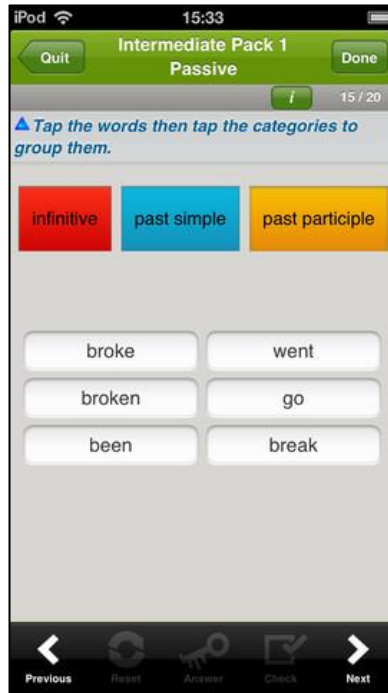 iPod 15:33
Quit
Intermediate Pack 1
Passive
Done
i 15 / 20
Tap the words then tap the categories to
group them.
infinitive past simple past participle
broke went
broken go
been break
Previous Reset Answer Check Next